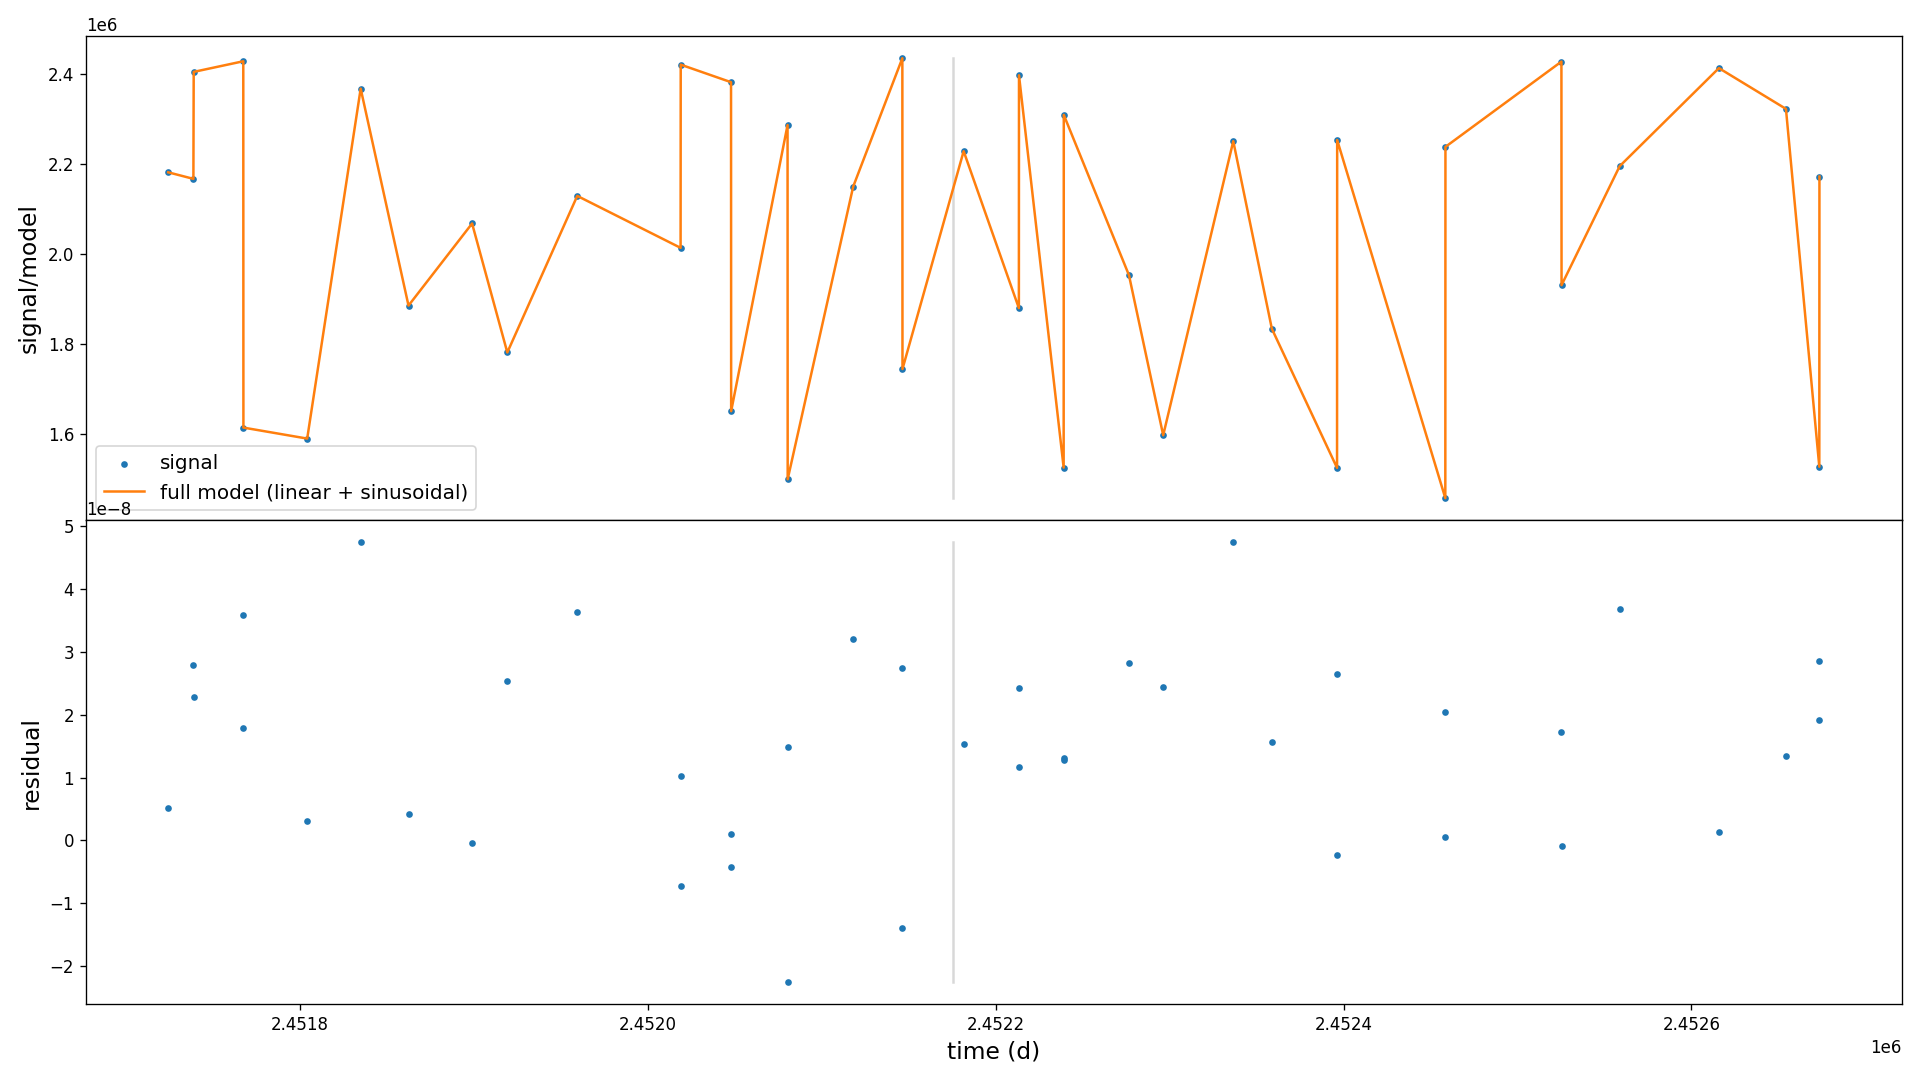 1e6
2.4
2.2
2.0
1.8
1.6
signal/model
signal
full model (linear + sinusoidal)
1e−8
5
4
3
2
1
0
−1
−2
residual
2.4518
2.4520
2.4522
2.4524
2.4526
time (d)
1e6